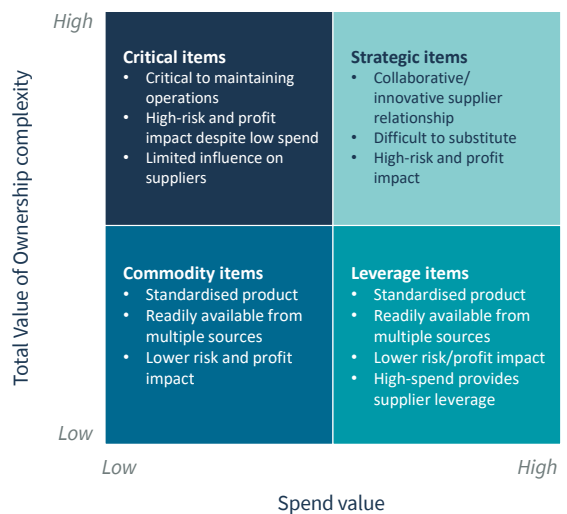 High
Total Value of Ownership complexity
Critical items
• Critical to maintaining
operations
• High-risk and profit
impact despite low spend
• Limited influence on
suppliers
Strategic items
• Collaborative/
innovative supplier
relationship
• Difficult to substitute
• High-risk and profit
impact
Commodity items
• Standardised product
• Readily available from
multiple sources
• Lower risk and profit
impact
Leverage items
• Standardised product
• Readily available from
multiple sources
• Lower risk/profit impact
• High-spend provides
supplier leverage
Low
Low
High
Spend value